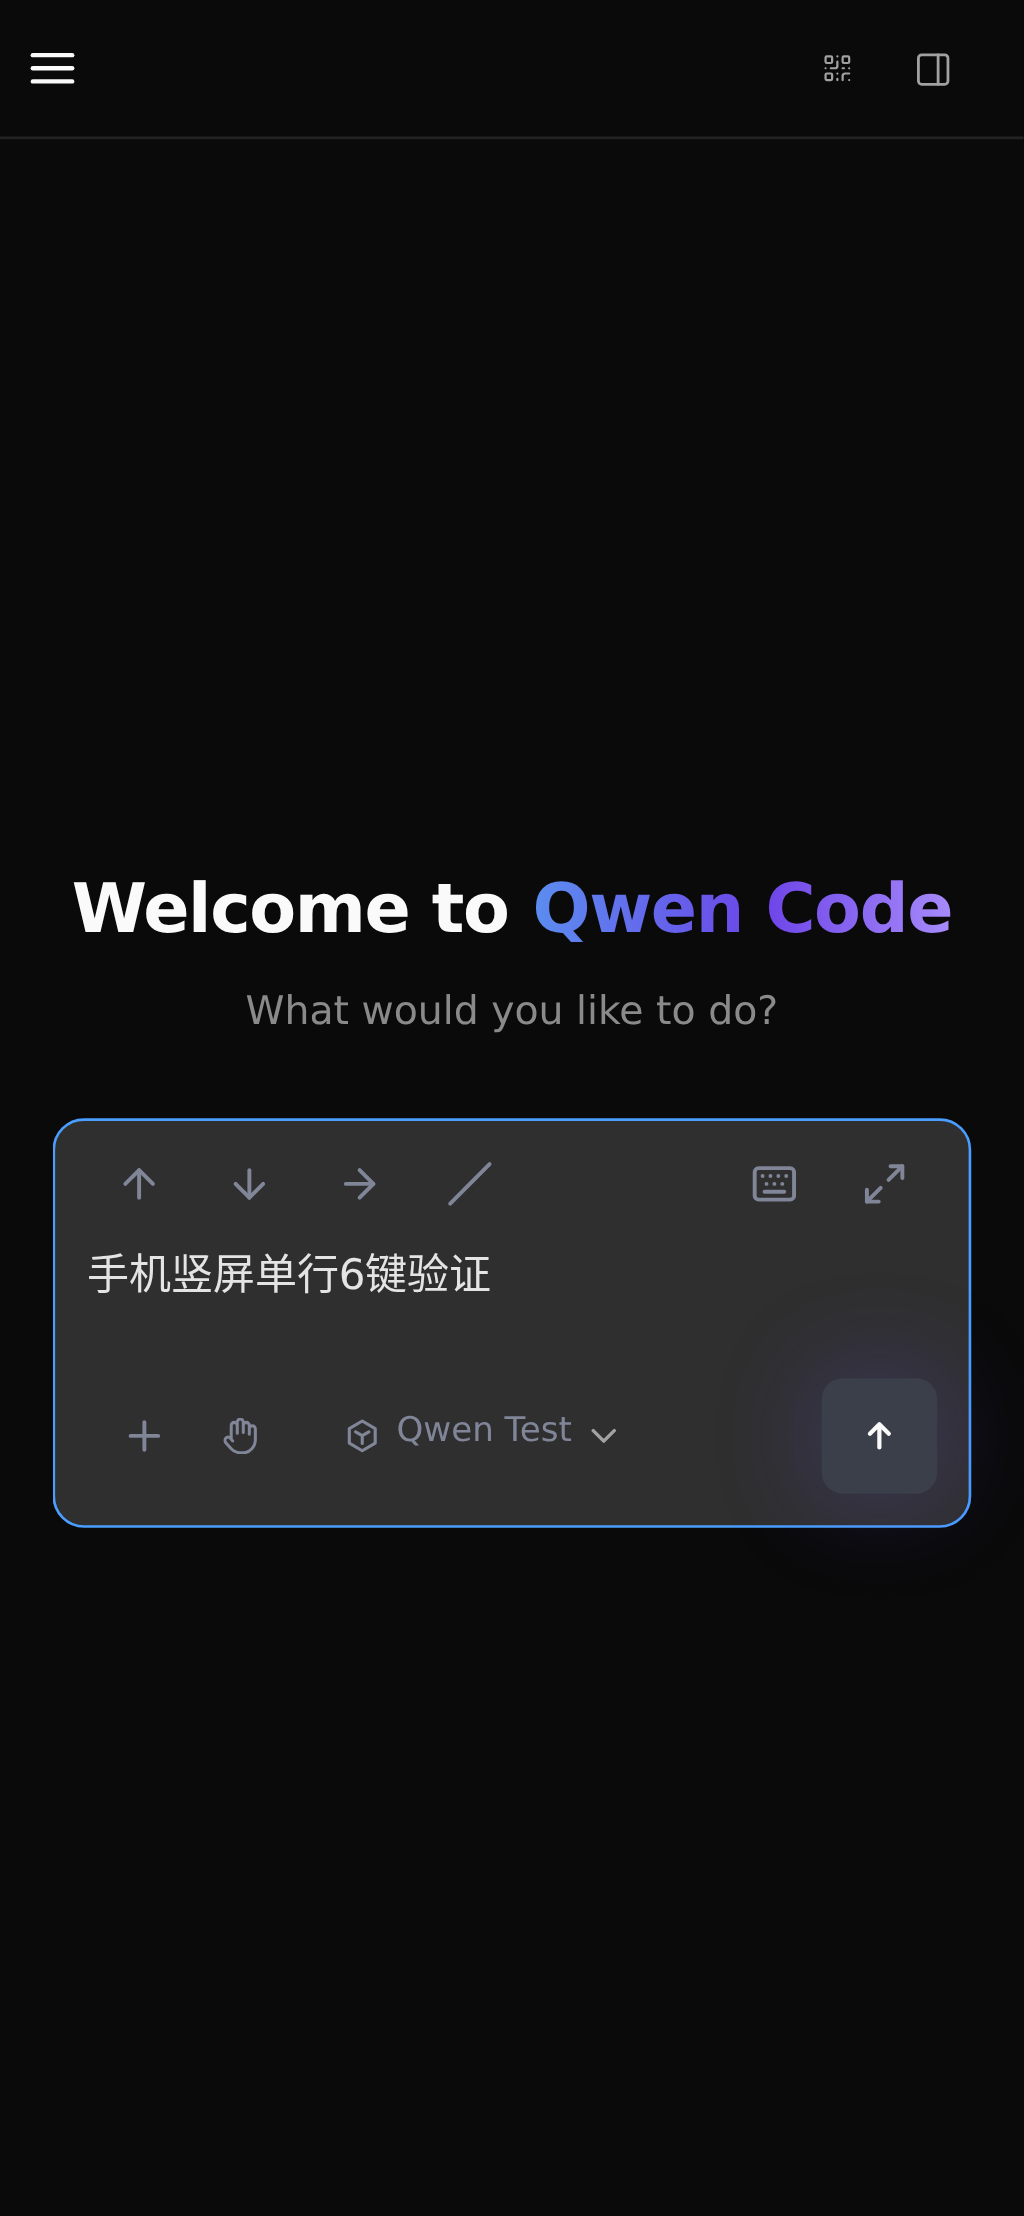 Welcome to Qwen Code
What would you like to do?
手机竖屏单行6键验证
Qwen Test